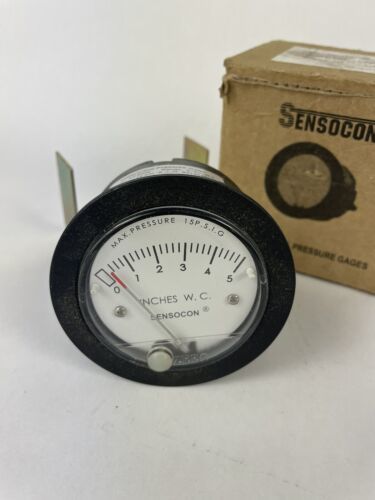 MAX. PRESSURE 15P.S.I.G
0 1 2 3 4 5
INCHES W.C.
SENSOCON ®
SENSOCON
PRESSURE GAGES